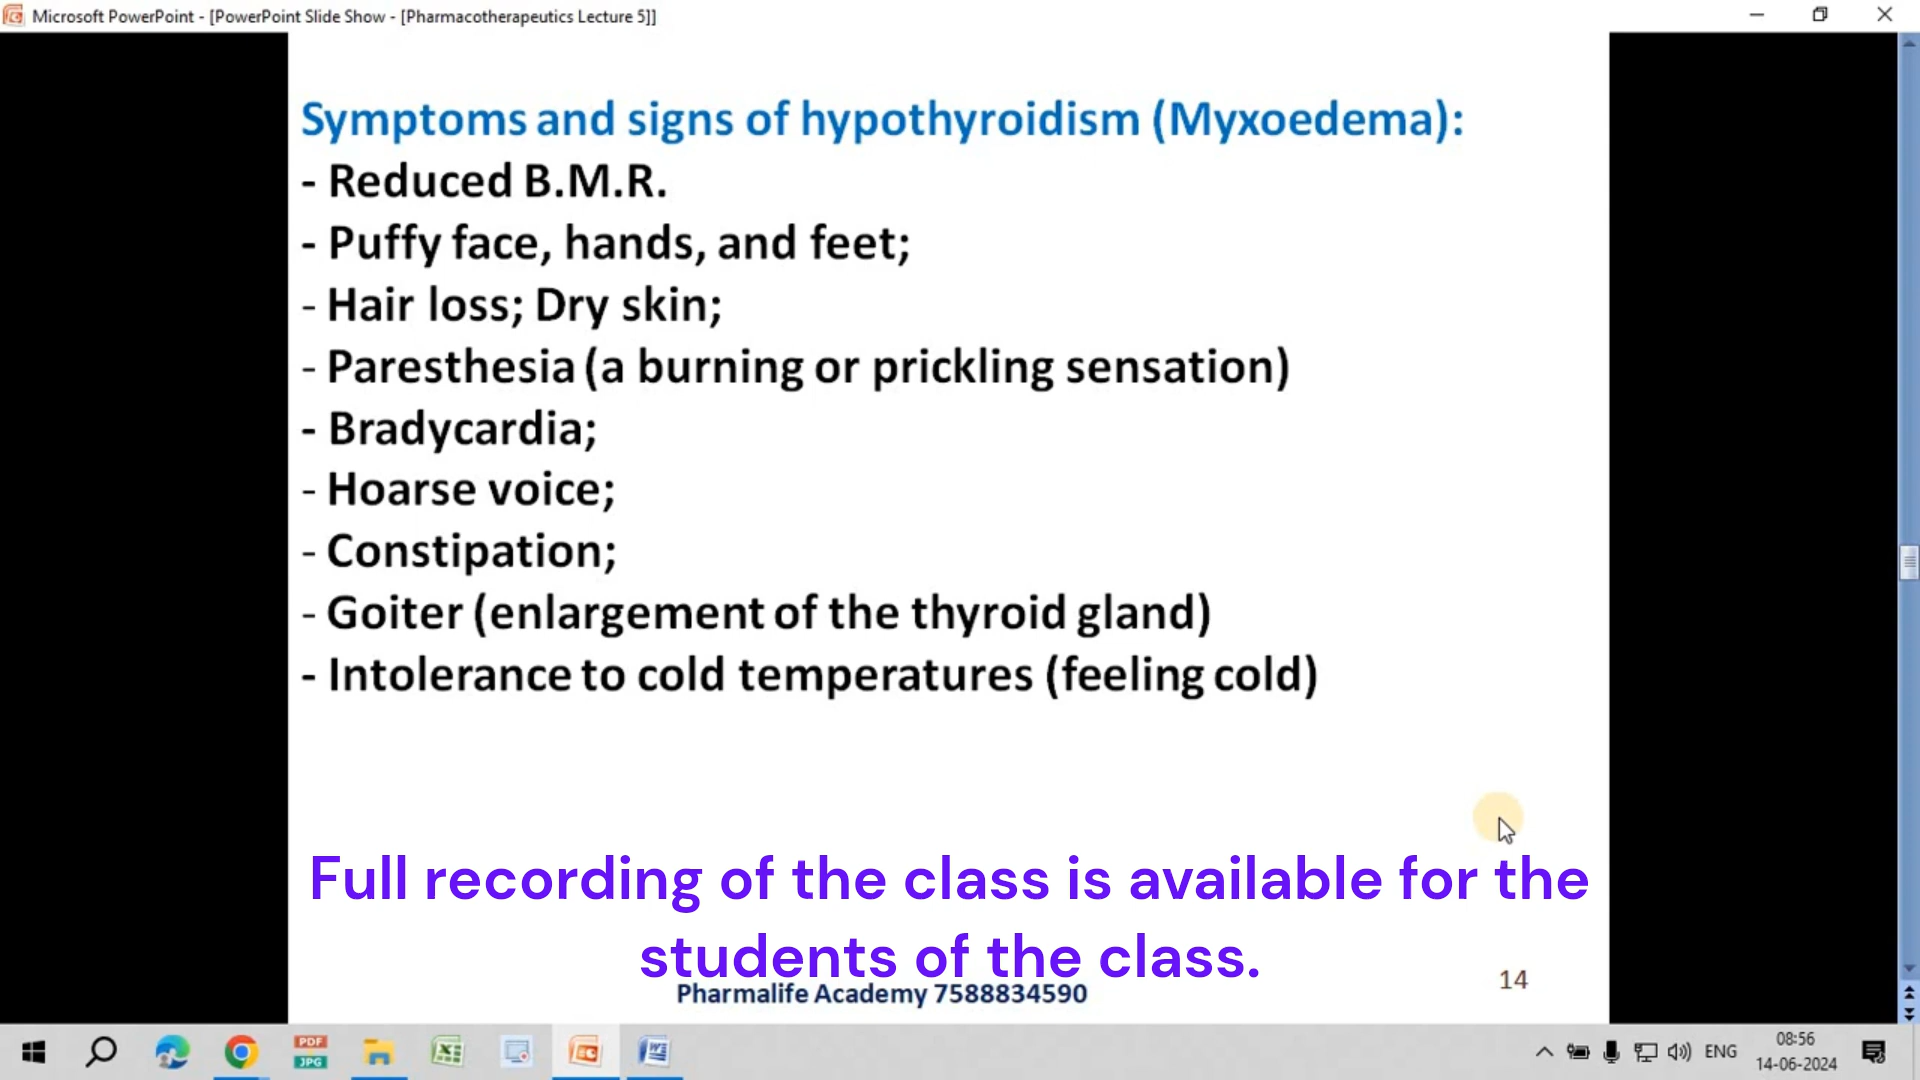 Microsoft PowerPoint - [PowerPoint Slide Show - [Pharmacotherapeutics Lecture 5]]
Symptoms and signs of hypothyroidism (Myxoedema):
- Reduced B.M.R.
- Puffy face, hands, and feet;
- Hair loss; Dry skin;
- Paresthesia (a burning or prickling sensation)
- Bradycardia;
- Hoarse voice;
- Constipation;
- Goiter (enlargement of the thyroid gland)
- Intolerance to cold temperatures (feeling cold)
Full recording of the class is available for the
students of the class.
Pharmalife Academy 7588834590
14
PDF
JPG
ENG
08:56
14-06-2024